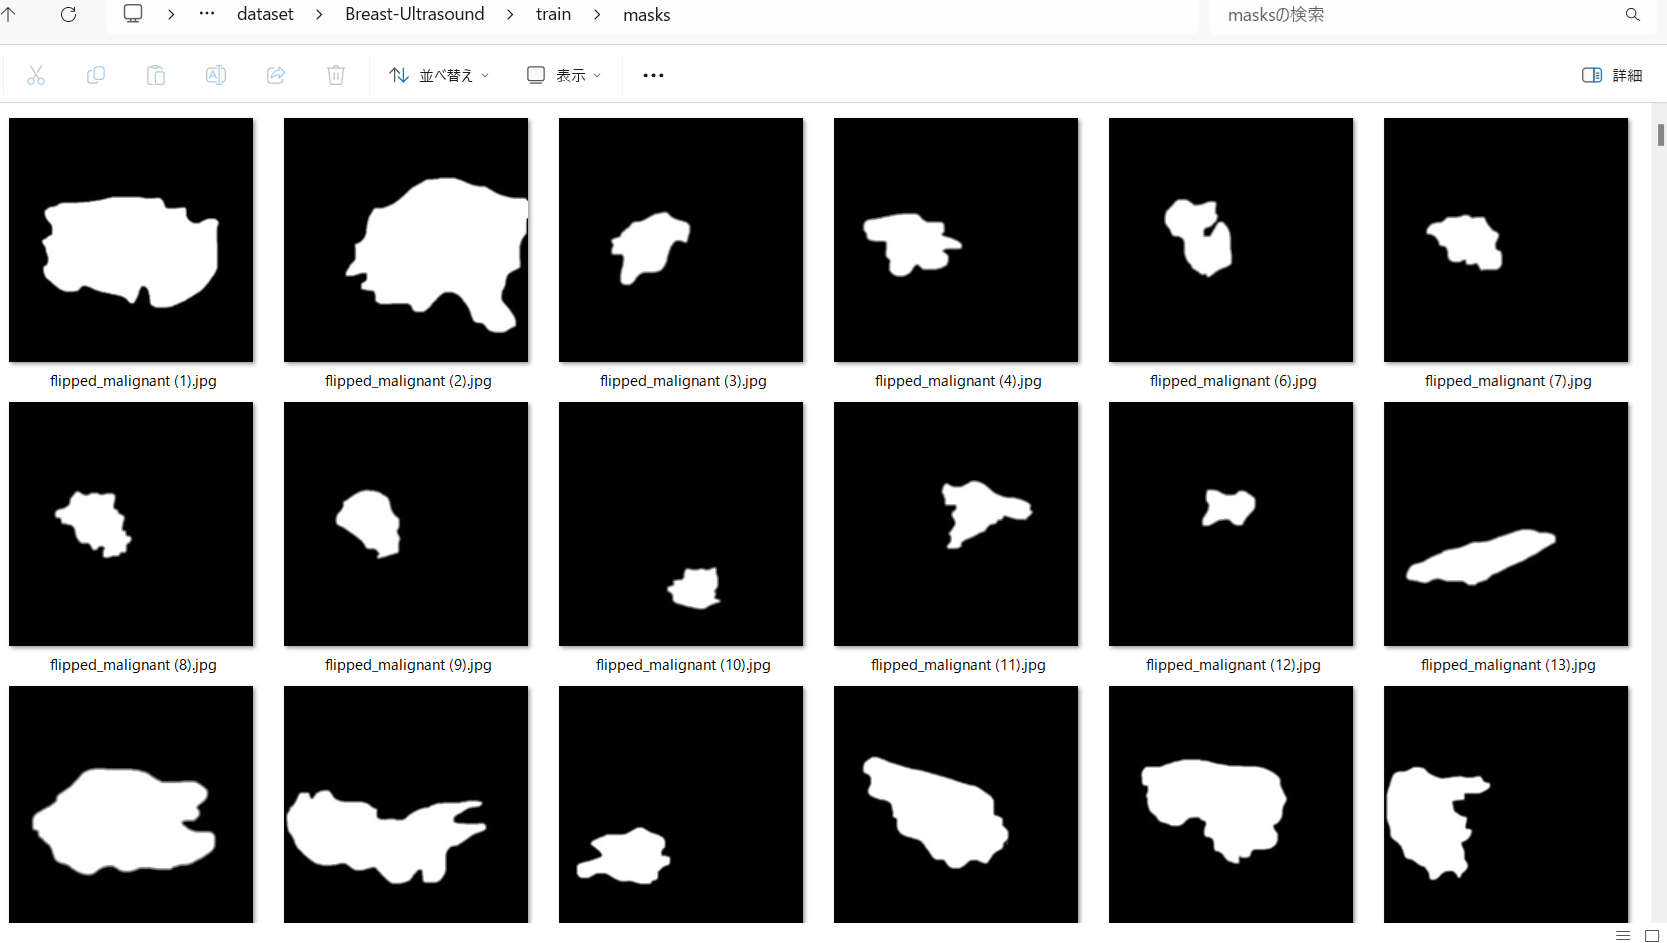 dataset > Breast-Ultrasound > train > masks
masksの検索
並べ替え
表示
詳細
flipped_malignant (1).jpg
flipped_malignant (2).jpg
flipped_malignant (3).jpg
flipped_malignant (4).jpg
flipped_malignant (6).jpg
flipped_malignant (7).jpg
flipped_malignant (8).jpg
flipped_malignant (9).jpg
flipped_malignant (10).jpg
flipped_malignant (11).jpg
flipped_malignant (12).jpg
flipped_malignant (13).jpg